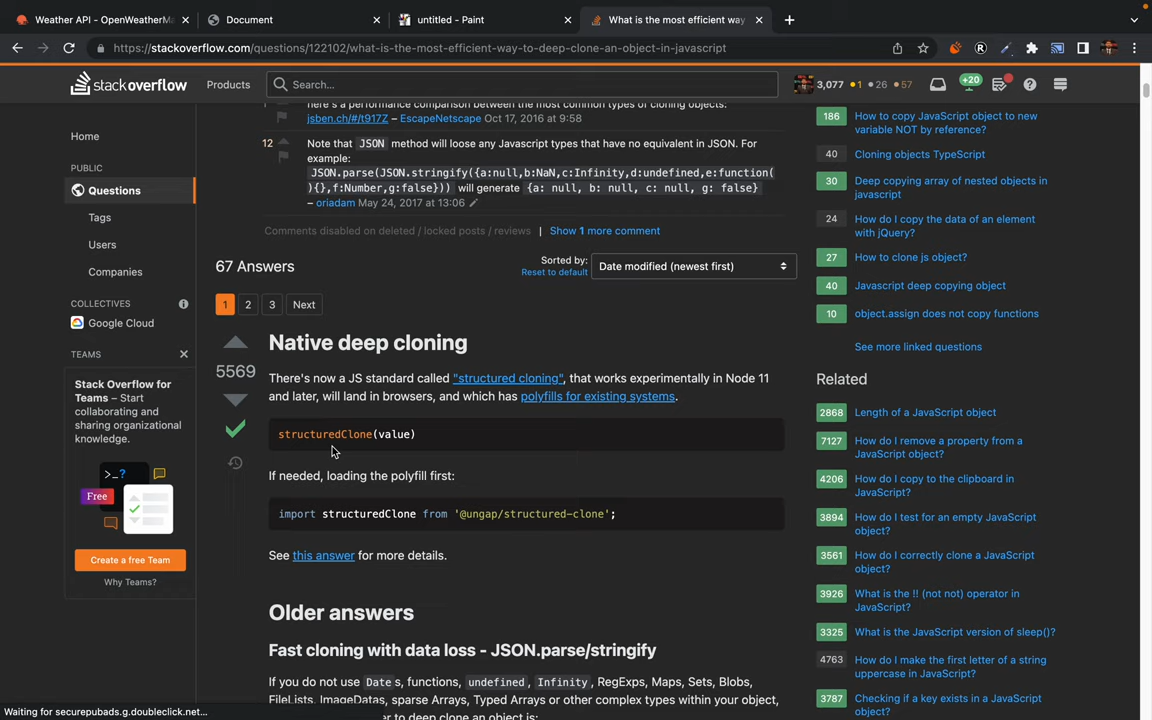 Weather API - OpenWeatherMa
Document
untitled - Paint
What is the most efficient way
https://stackoverflow.com/questions/122102/what-is-the-most-efficient-way-to-deep-clone-an-object-in-javascript
stackoverflow
Products
Search...
3,077 1 26 57
+20
Home
PUBLIC
Questions
Tags
Users
Companies
COLLECTIVES
Google Cloud
TEAMS
Stack Overflow for
Teams – Start
collaborating and
sharing organizational
knowledge.
>_?
Free
Create a free Team
Why Teams?
here's a performance comparison between the most common types of cloning objects:
jsben.ch/#/t917Z – EscapeNetscape Oct 17, 2016 at 9:58
12 Note that JSON method will loose any Javascript types that have no equivalent in JSON. For
example:
JSON.parse(JSON.stringify({a:null,b:NaN,c:Infinity,d:undefined,e:function(
){},f:Number,g:false})) will generate {a: null, b: null, c: null, g: false}
– oriadam May 24, 2017 at 13:06
Comments disabled on deleted / locked posts / reviews | Show 1 more comment
67 Answers
Sorted by:
Reset to default
Date modified (newest first)
1 2 3 Next
5569
Native deep cloning
There's now a JS standard called "structured cloning", that works experimentally in Node 11
and later, will land in browsers, and which has polyfills for existing systems.
structuredClone(value)
If needed, loading the polyfill first:
import structuredClone from '@ungap/structured-clone';
See this answer for more details.
Older answers
Fast cloning with data loss - JSON.parse/stringify
If you do not use Dates, functions, undefined, Infinity, RegExps, Maps, Sets, Blobs,
FileLists, ImageDatas, sparse Arrays, Typed Arrays or other complex types within your object,
to deep clone an object is:
186 How to copy JavaScript object to new
variable NOT by reference?
40 Cloning objects TypeScript
30 Deep copying array of nested objects in
javascript
24 How do I copy the data of an element
with jQuery?
27 How to clone js object?
40 Javascript deep copying object
10 object.assign does not copy functions
See more linked questions
Related
2868 Length of a JavaScript object
7127 How do I remove a property from a
JavaScript object?
4206 How do I copy to the clipboard in
JavaScript?
3894 How do I test for an empty JavaScript
object?
3561 How do I correctly clone a JavaScript
object?
3926 What is the !! (not not) operator in
JavaScript?
3325 What is the JavaScript version of sleep()?
4763 How do I make the first letter of a string
uppercase in JavaScript?
3787 Checking if a key exists in a JavaScript
object?
Waiting for securepubads.g.doubleclick.net...